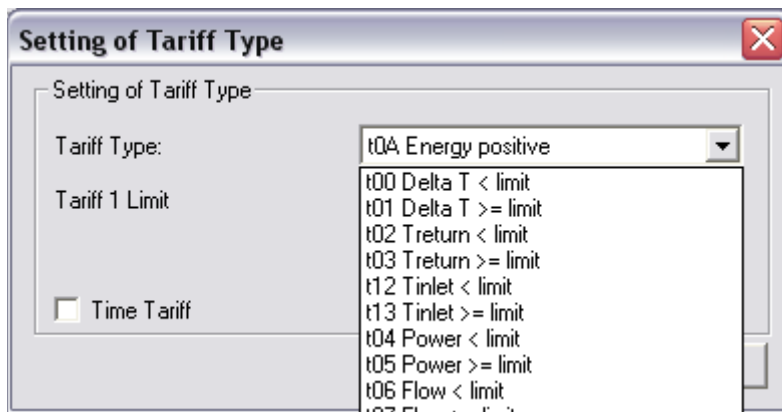 Setting of Tariff Type
Setting of Tariff Type
Tariff Type:
t0A Energy positive
Tariff 1 Limit
t00 Delta T < limit
t01 Delta T >= limit
t02 Treturn < limit
t03 Treturn >= limit
t12 Tinlet < limit
t13 Tinlet >= limit
Time Tariff
t04 Power < limit
t05 Power >= limit
t06 Flow < limit